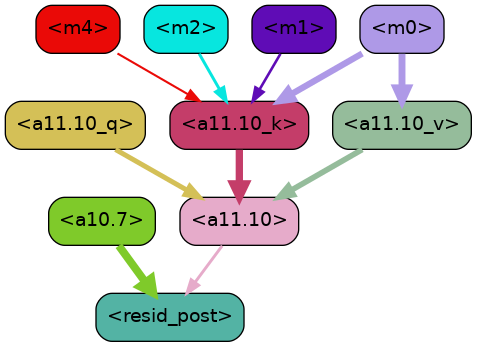 <m4> <m2> <m1> <m0>
<a11.10_q> <a11.10_k> <a11.10_v>
<a10.7> <a11.10>
<resid_post>